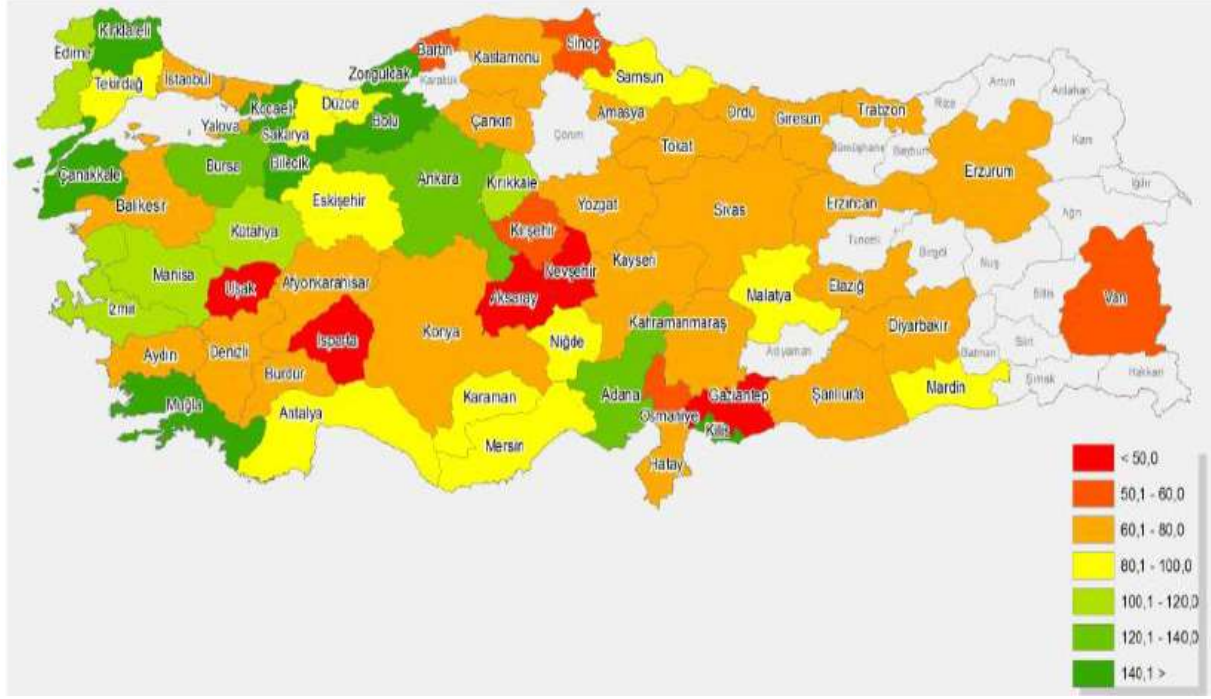 Kırklareli
Edirne
Tekirdağ
İstanbul
Kocaeli
Yalova
Sakarya
Düzce
Zonguldak
Bartın
Karabük
Kastamonu
Sinop
Samsun
Bolu
Çankırı
Çorum
Amasya
Ordu
Giresun
Trabzon
Rize
Artvin
Ardahan
Kars
Iğdır
Gümüşhane
Bayburt
Tokat
Erzurum
Çanakkale
Balıkesir
Bursa
Bilecik
Eskişehir
Ankara
Kırıkkale
Yozgat
Sivas
Erzincan
Ağrı
Kütahya
Kırşehir
Tunceli
Bingöl
Muş
Manisa
Uşak
Afyonkarahisar
Nevşehir
Kayseri
Malatya
Elazığ
Bitlis
Van
İzmir
Aksaray
Konya
Niğde
Kahramanmaraş
Diyarbakır
Aydın
Denizli
Isparta
Burdur
Adıyaman
Batman
Siirt
Şırnak
Hakkari
Muğla
Antalya
Karaman
Mersin
Adana
Osmaniye
Gaziantep
Kilis
Şanlıurfa
Mardin
Hatay
< 50,0
50,1 - 60,0
60,1 - 80,0
80,1 - 100,0
100,1 - 120,0
120,1 - 140,0
140,1 >